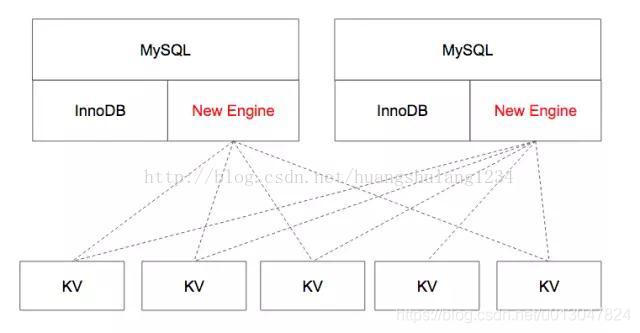 MySQL MySQL
InnoDB New Engine InnoDB New Engine
http://blog.csdn.net/huangshulang1234
KV KV KV KV KV
https://blog.csdn.net/u013047824